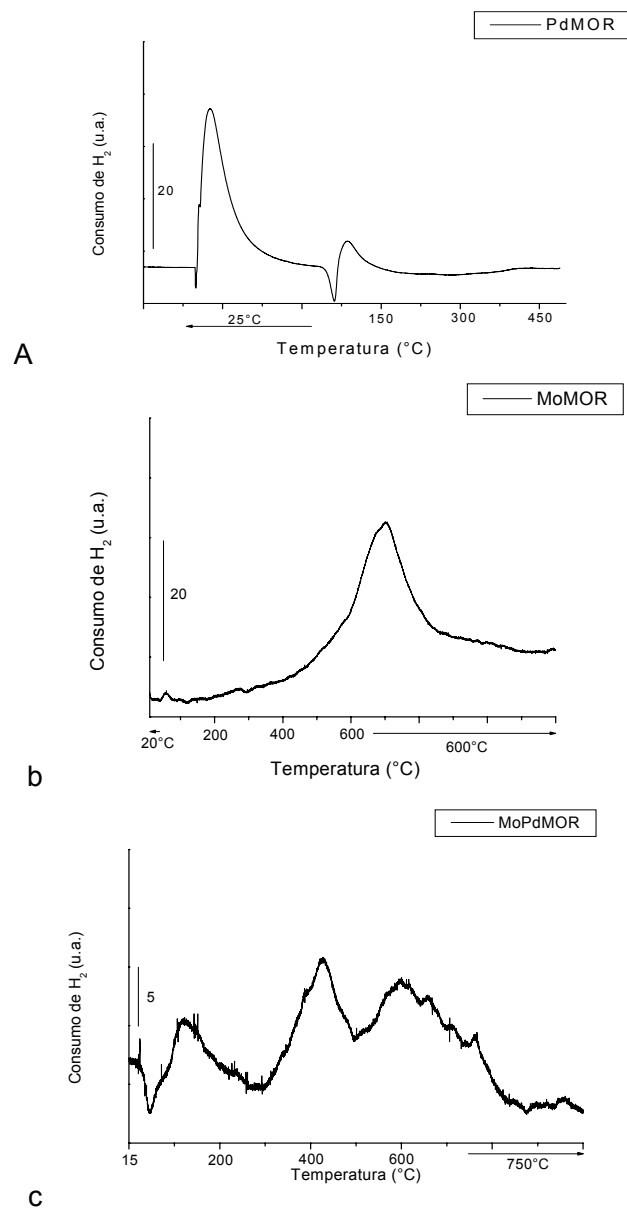 PdMOR
Consumo de H₂ (u.a.)
20
25°C
150
300
450
Temperatura (°C)
A
MoMOR
Consumo de H₂ (u.a.)
20
20°C
200
400
600
600°C
Temperatura (°C)
b
MoPdMOR
Consumo de H₂ (u.a.)
5
15
200
400
600
750°C
Temperatura (°C)
c